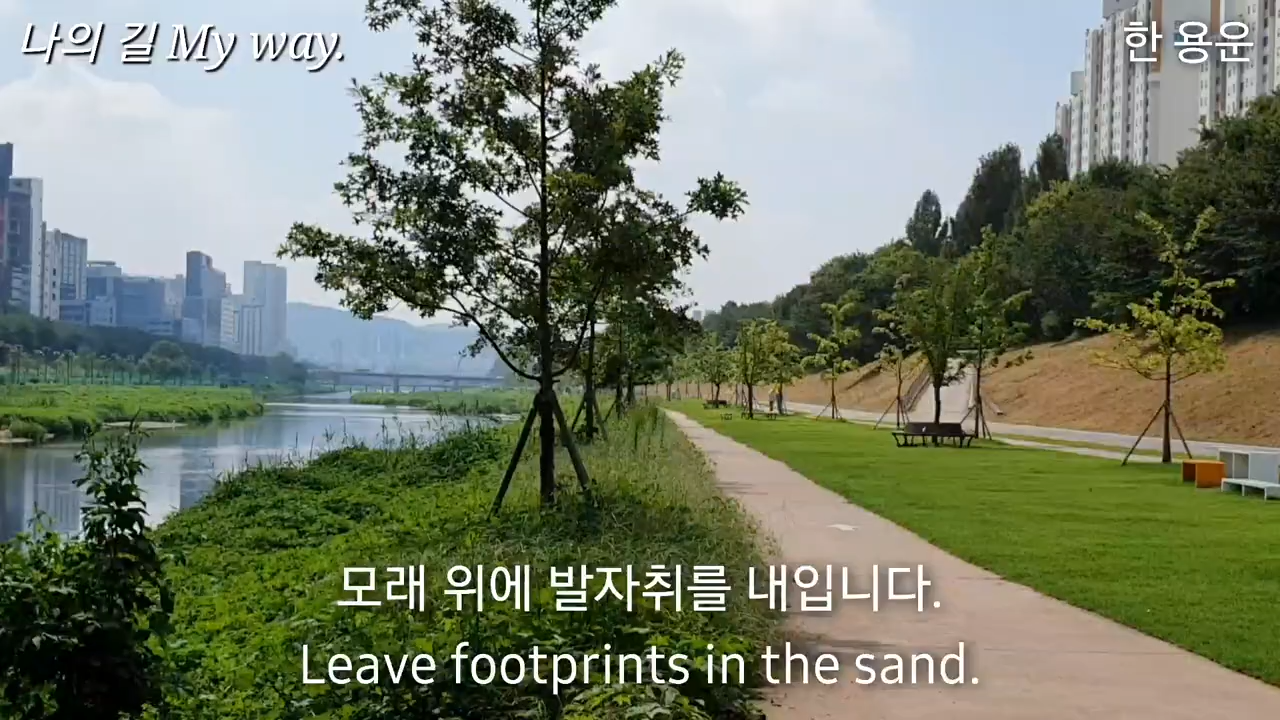 나의 길 My way.
한 용운
모래 위에 발자취를 내입니다.
Leave footprints in the sand.